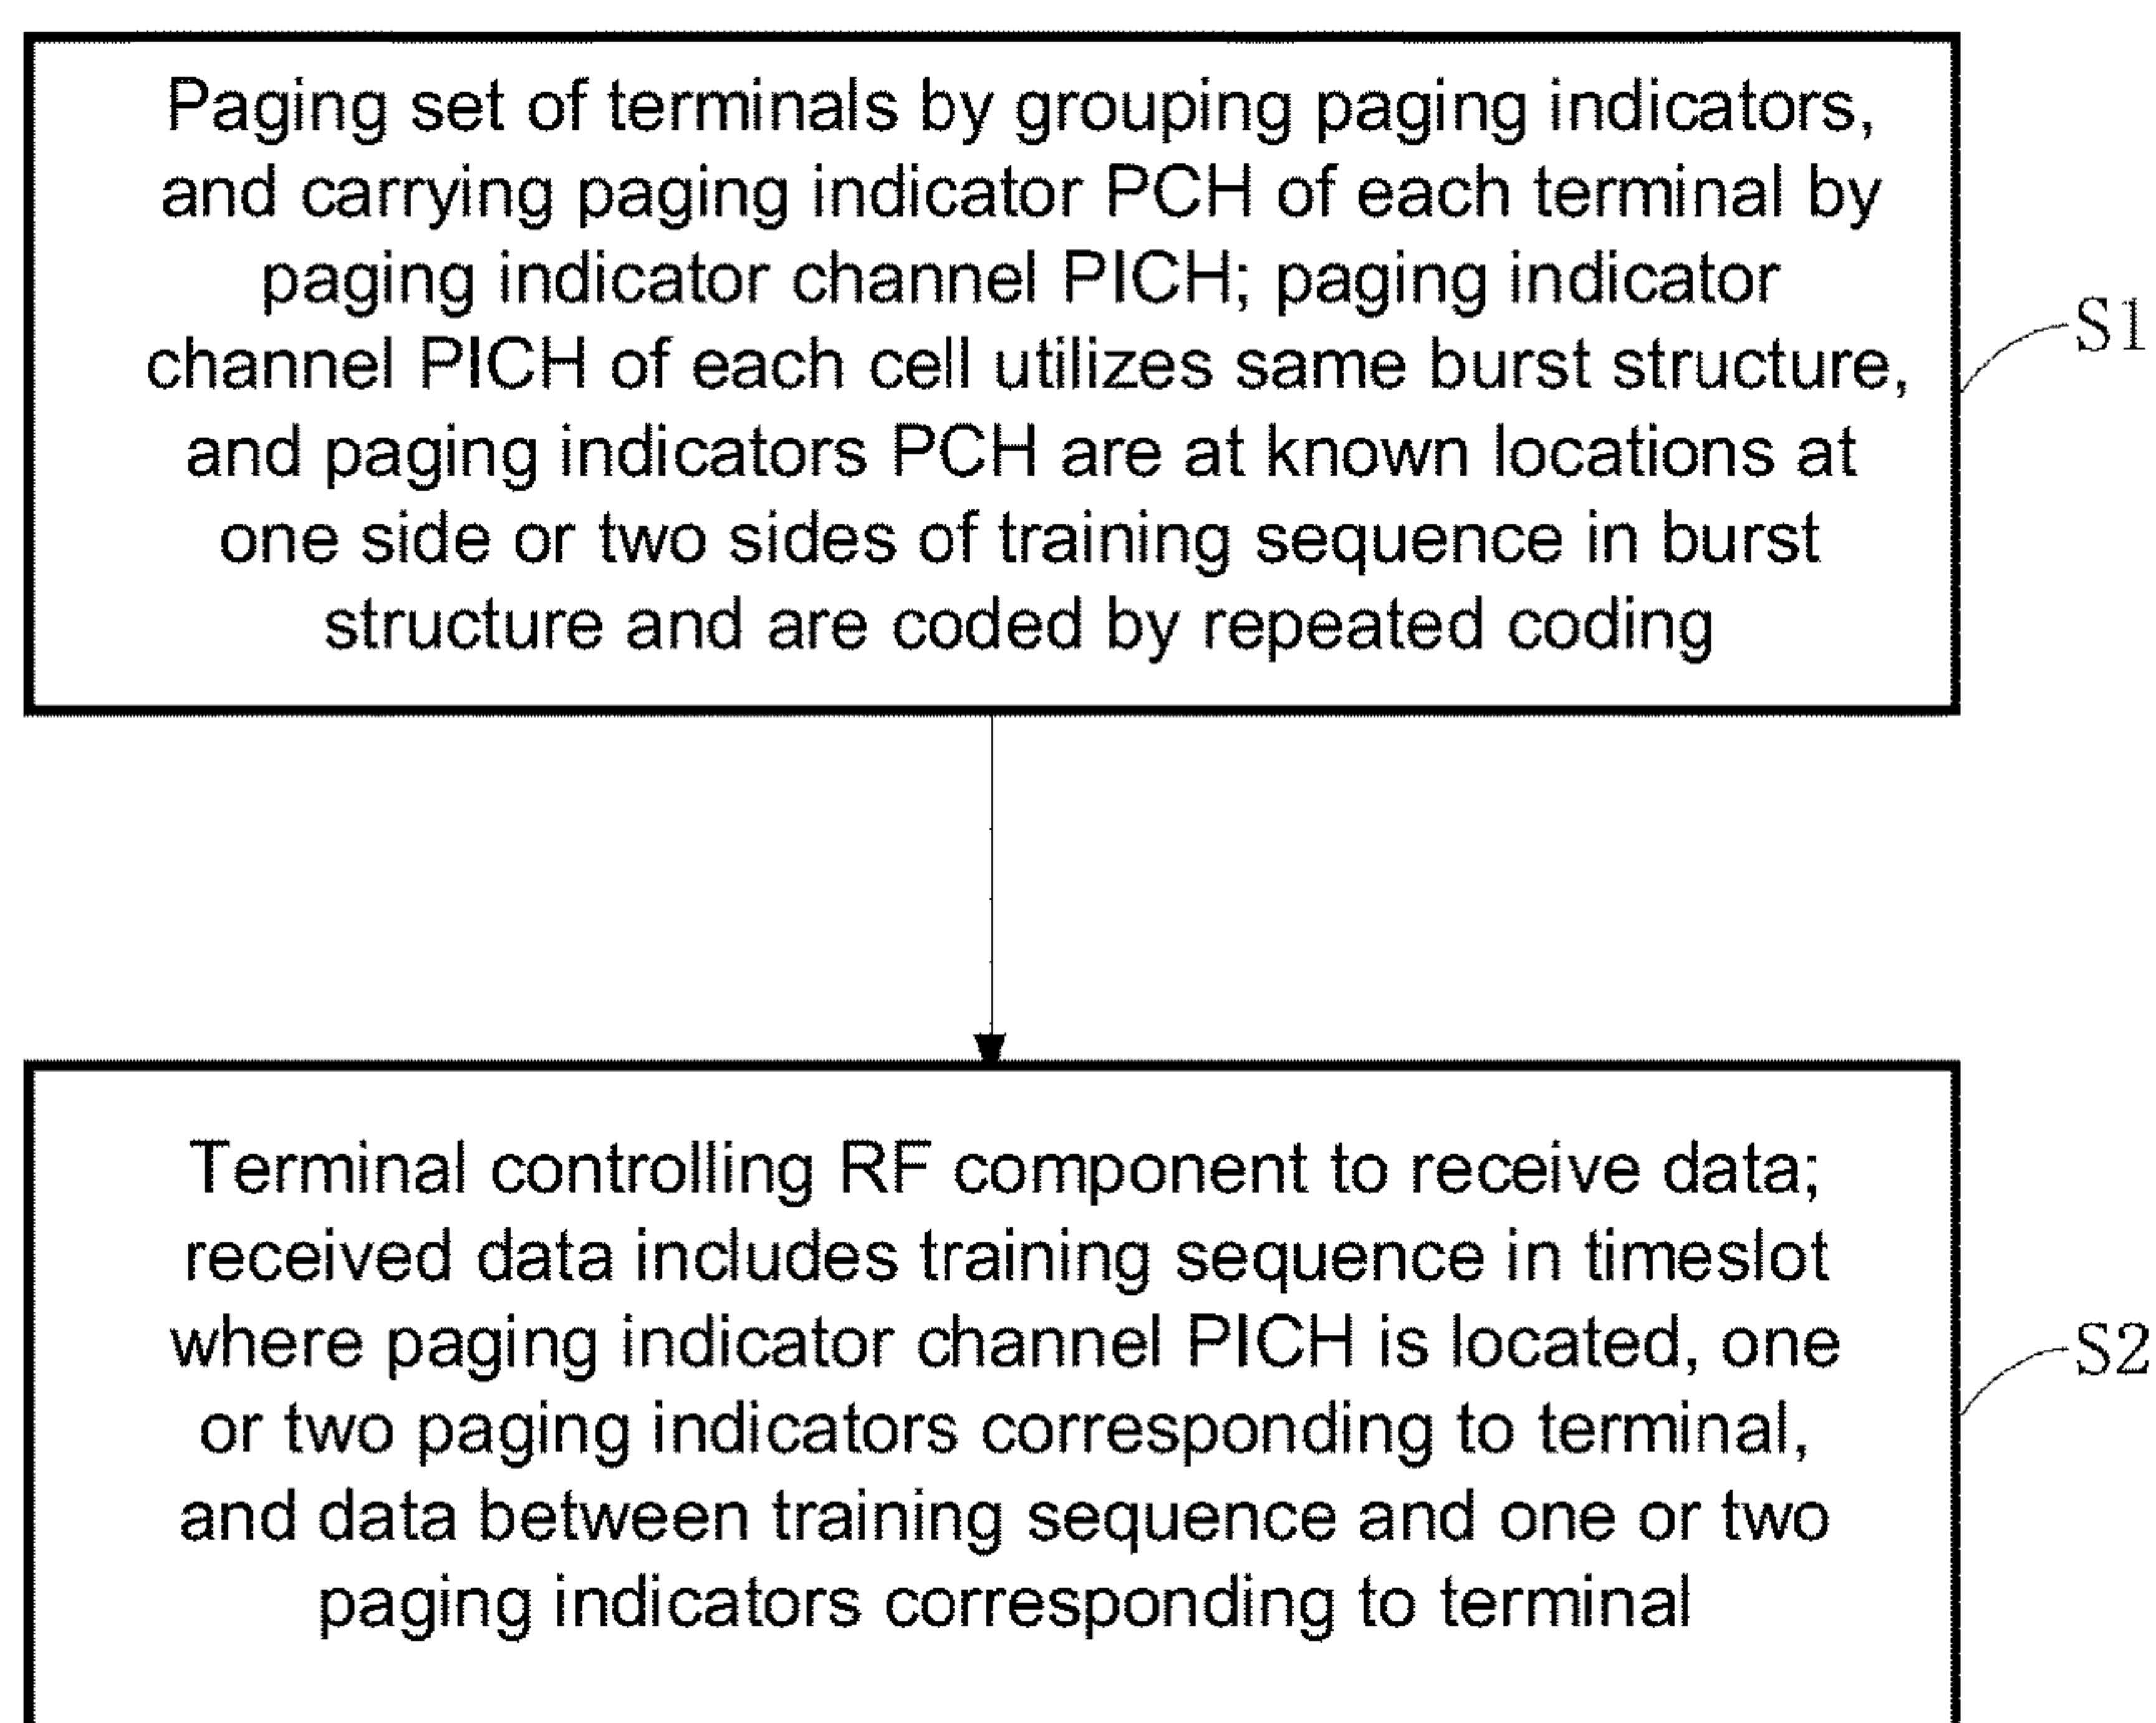 Paging set of terminals by grouping paging indicators,
and carrying paging indicator PCH of each terminal by
paging indicator channel PICH; paging indicator
channel PICH of each cell utilizes same burst structure,
and paging indicators PCH are at known locations at
one side or two sides of training sequence in burst
structure and are coded by repeated coding
S1
Terminal controlling RF component to receive data;
received data includes training sequence in timeslot
where paging indicator channel PICH is located, one
or two paging indicators corresponding to terminal,
and data between training sequence and one or two
paging indicators corresponding to terminal
S2